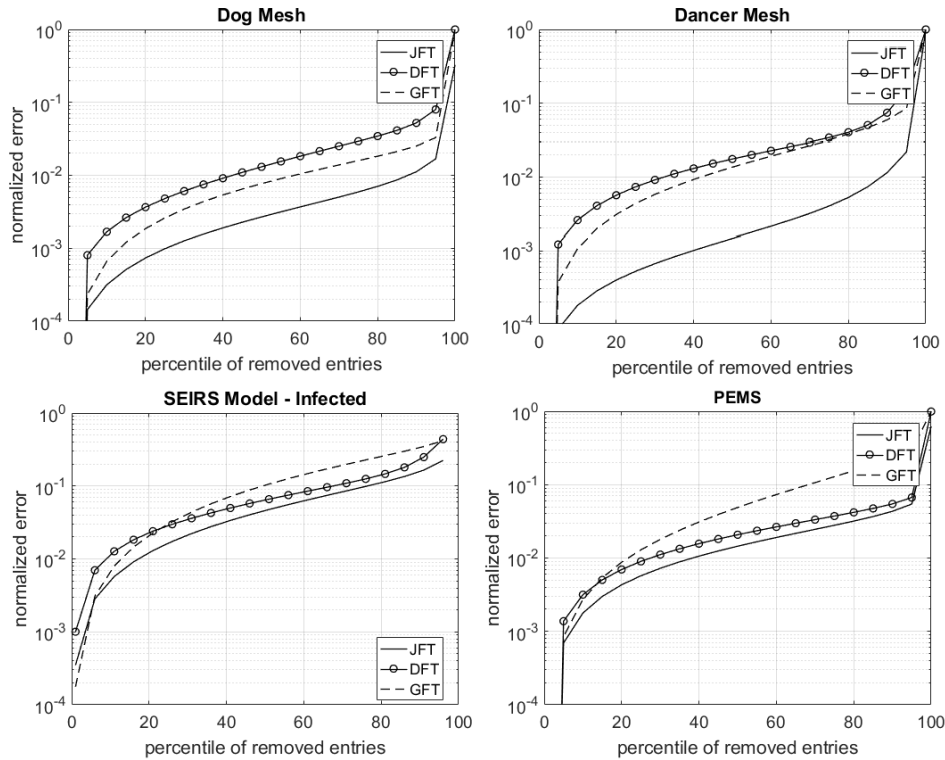 Dog Mesh
10^0
10^-1
10^-2
10^-3
10^-4
normalized error
JFT
DFT
GFT
0 20 40 60 80 100
percentile of removed entries
Dancer Mesh
10^0
10^-1
10^-2
10^-3
10^-4
JFT
DFT
GFT
0 20 40 60 80 100
percentile of removed entries
SEIRS Model - Infected
10^0
10^-1
10^-2
10^-3
10^-4
normalized error
JFT
DFT
GFT
0 20 40 60 80 100
percentile of removed entries
PEMS
10^0
10^-1
10^-2
10^-3
10^-4
normalized error
JFT
DFT
GFT
0 20 40 60 80 100
percentile of removed entries